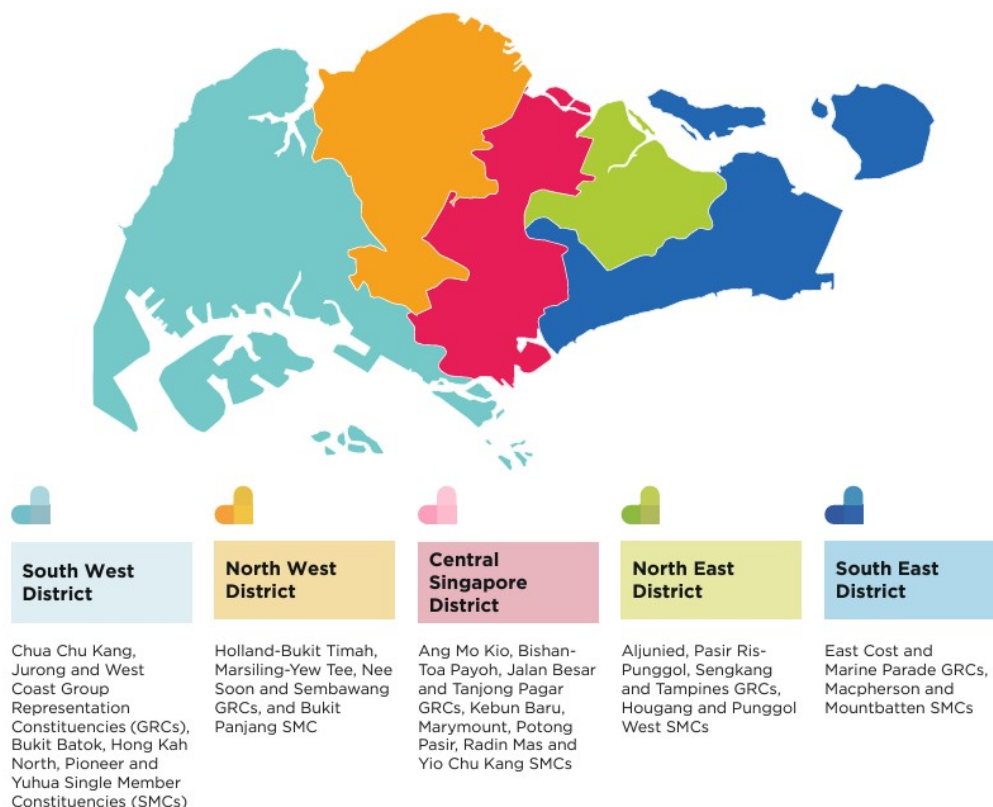 South West
District
Chua Chu Kang,
Jurong and West
Coast Group
Representation
Constituencies (GRCs),
Bukit Batok, Hong Kah
North, Pioneer and
Yuhua Single Member
Constituencies (SMCs)
North West
District
Holland-Bukit Timah,
Marsiling-Yew Tee, Nee
Soon and Sembawang
GRCs, and Bukit
Panjang SMC
Central
Singapore
District
Ang Mo Kio, Bishan-
Toa Payoh, Jalan Besar
and Tanjong Pagar
GRCs, Kebun Baru,
Marymount, Potong
Pasir, Radin Mas and
Yio Chu Kang SMCs
North East
District
Aljunied, Pasir Ris-
Punggol, Sengkang
and Tampines GRCs,
Hougang and Punggol
West SMCs
South East
District
East Cost and
Marine Parade GRCs,
Macpherson and
Mountbatten SMCs